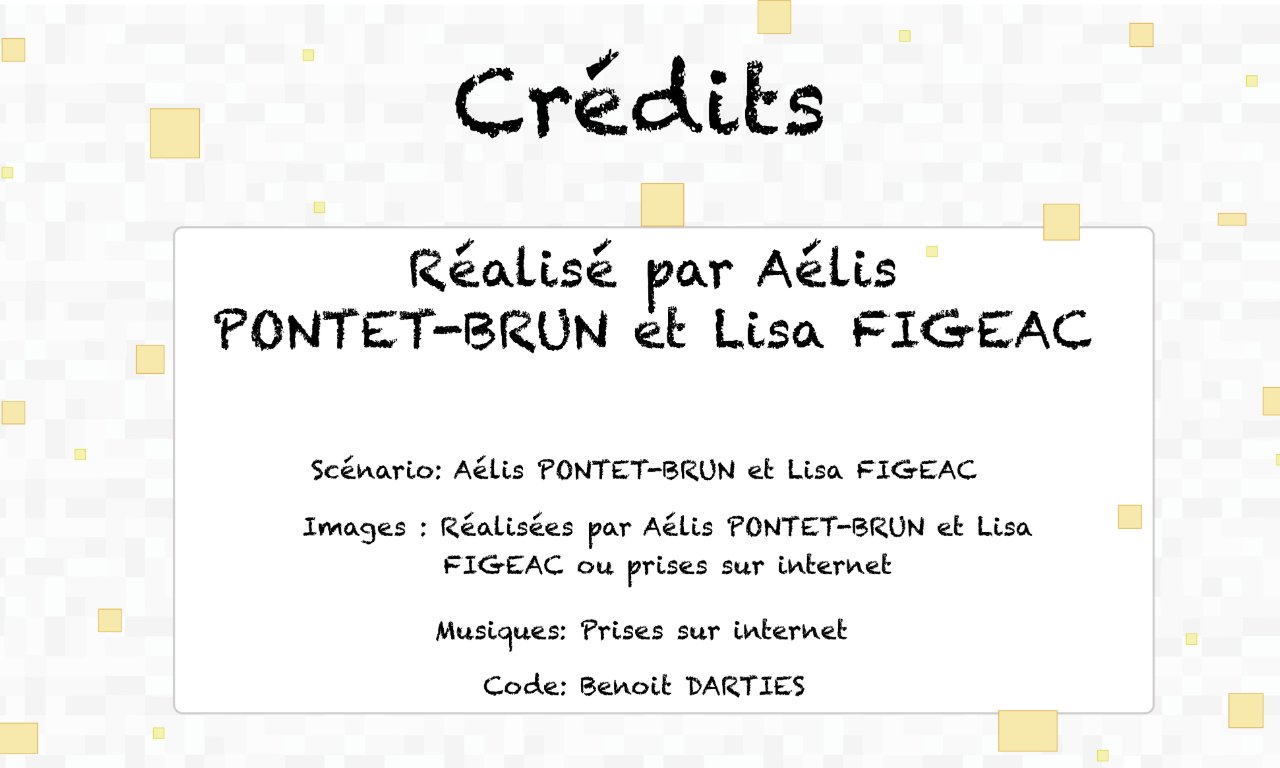 Crédits
Réalisé par Aélis
PONTET-BRUN et Lisa FIGEAC
Scénario: Aélis PONTET-BRUN et Lisa FIGEAC
Images : Réalisées par Aélis PONTET-BRUN et Lisa
FIGEAC ou prises sur internet
Musiques: Prises sur internet
Code: Benoit DARTIES